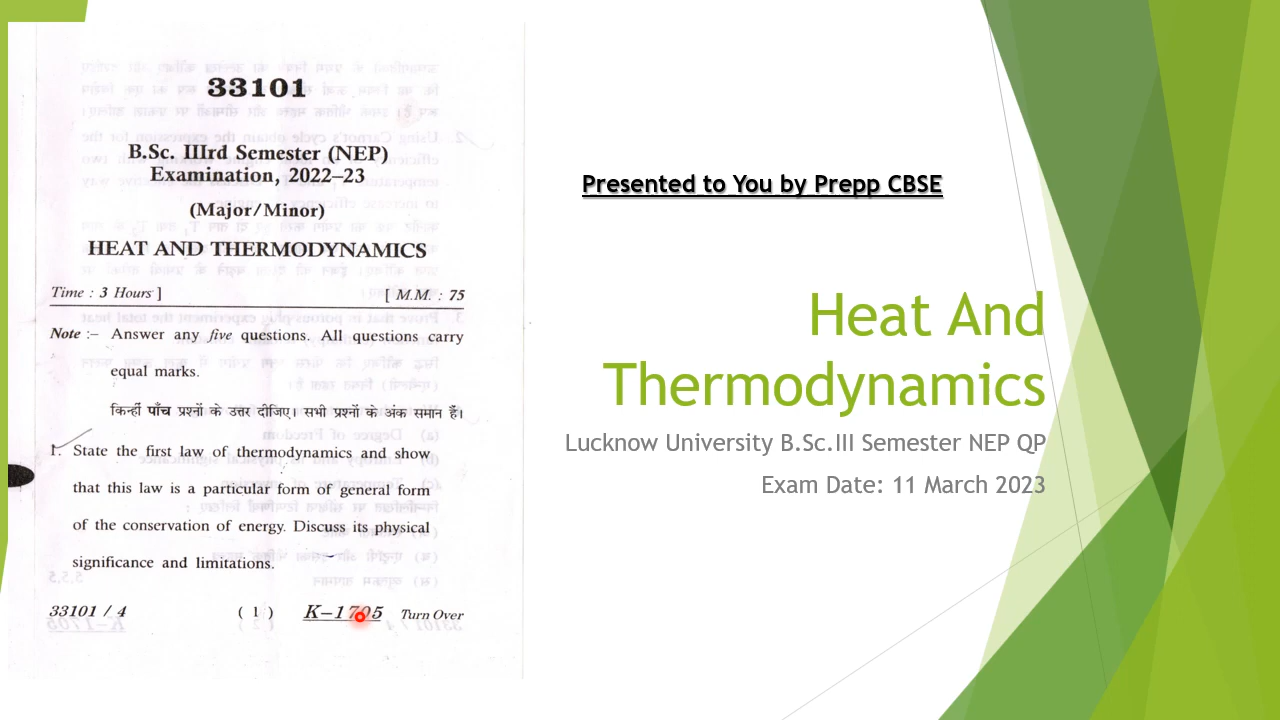 33101
B.Sc. IIIrd Semester (NEP)
Examination, 2022–23
(Major/Minor)
HEAT AND THERMODYNAMICS
Time : 3 Hours ]
[ M.M. : 75
Note :– Answer any five questions. All questions carry
equal marks.
किन्हीं पाँच प्रश्नों के उत्तर दीजिए। सभी प्रश्नों के अंक समान हैं।
1. State the first law of thermodynamics and show
that this law is a particular form of general form
of the conservation of energy. Discuss its physical
significance and limitations.
33101 / 4
( 1 )
K–1705
Turn Over
Presented to You by Prepp CBSE
Heat And
Thermodynamics
Lucknow University B.Sc.III Semester NEP QP
Exam Date: 11 March 2023